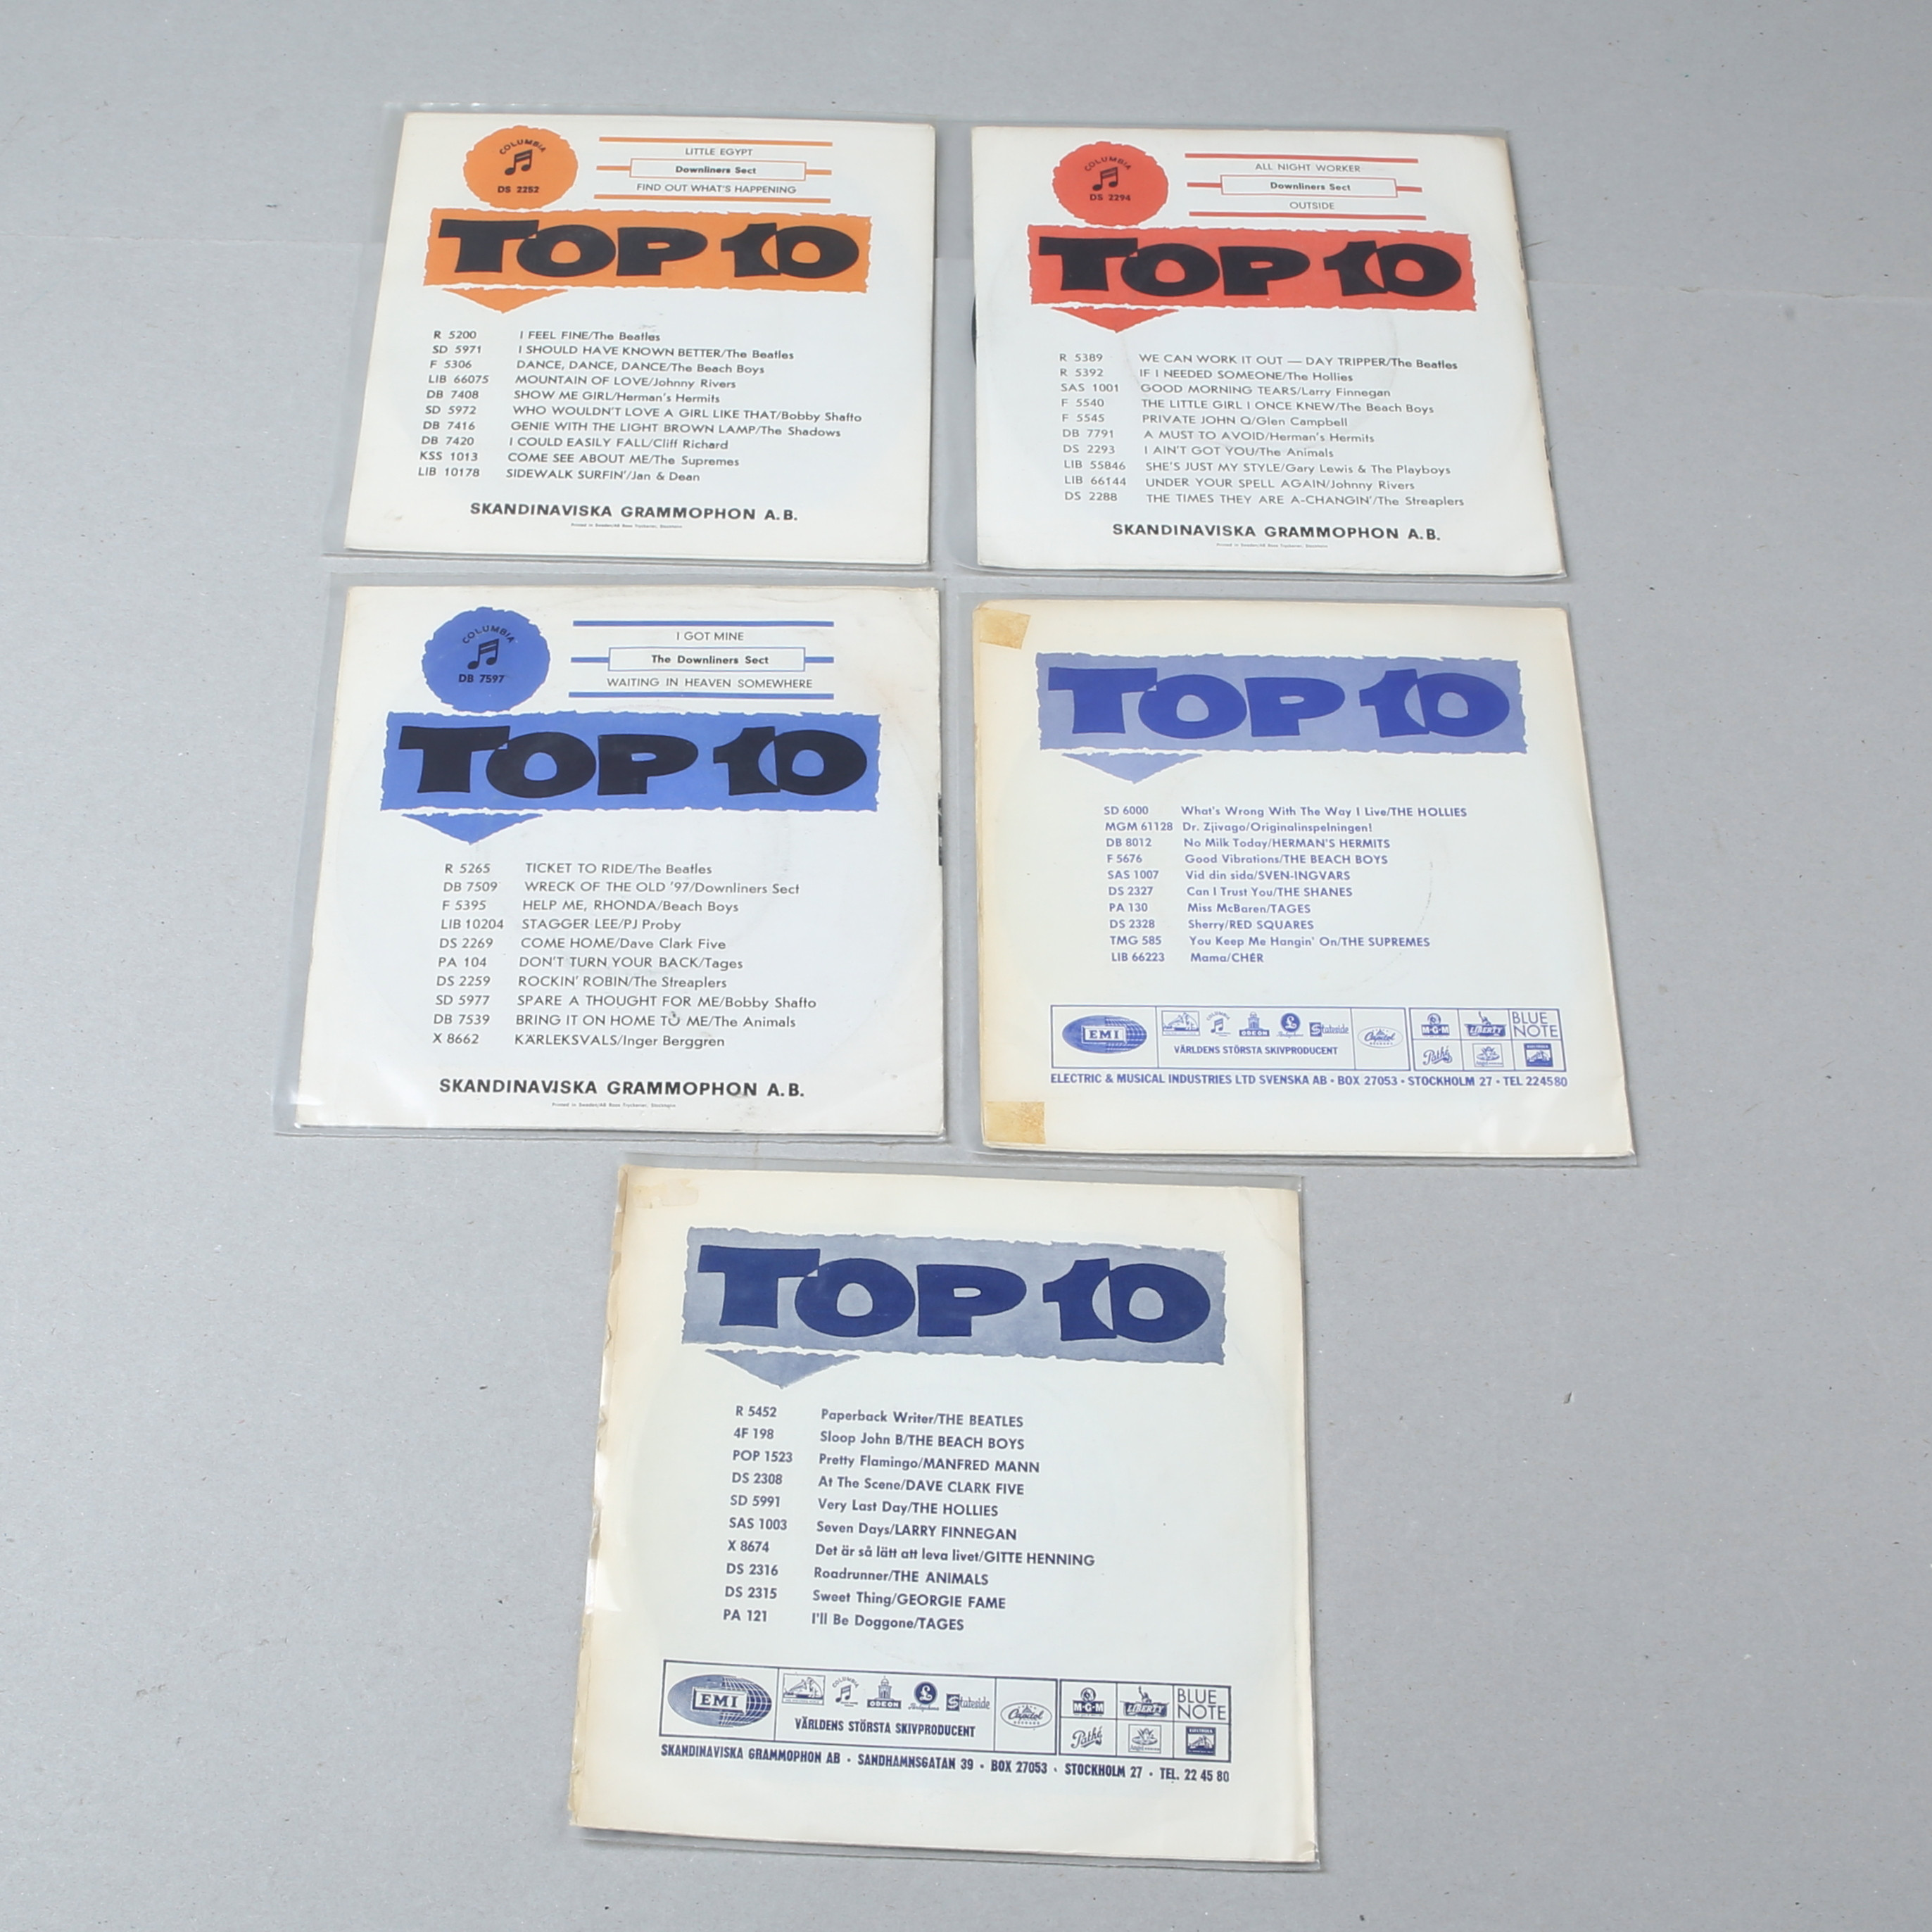 COLUMBIA
DS 2252
LITTLE EGYPT
Downliners Sect
FIND OUT WHAT'S HAPPENING
TOP 10
R 5200 I FEEL FINE/The Beatles
SD 5971 I SHOULD HAVE KNOWN BETTER/The Beatles
F 5306 DANCE, DANCE, DANCE/The Beach Boys
LIB 66075 MOUNTAIN OF LOVE/Johnny Rivers
DB 7408 SHOW ME GIRL/Herman's Hermits
SD 5972 WHO WOULDN'T LOVE A GIRL LIKE THAT/Bobby Shafto
DB 7416 GENIE WITH THE LIGHT BROWN LAMP/The Shadows
DB 7420 I COULD EASILY FALL/Cliff Richard
KSS 1013 COME SEE ABOUT ME/The Supremes
LIB 10178 SIDEWALK SURFIN'/Jan & Dean
SKANDINAVISKA GRAMMOPHON A.B.
COLUMBIA
DS 2294
ALL NIGHT WORKER
Downliners Sect
OUTSIDE
TOP 10
R 5389 WE CAN WORK IT OUT — DAY TRIPPER/The Beatles
R 5392 IF I NEEDED SOMEONE/The Hollies
SAS 1001 GOOD MORNING TEARS/Larry Finnegan
F 5540 THE LITTLE GIRL I ONCE KNEW/The Beach Boys
F 5545 PRIVATE JOHN Q/Glen Campbell
DB 7791 A MUST TO AVOID/Herman's Hermits
DS 2293 I AIN'T GOT YOU/The Animals
LIB 55846 SHE'S JUST MY STYLE/Gary Lewis & The Playboys
LIB 66144 UNDER YOUR SPELL AGAIN/Johnny Rivers
DS 2288 THE TIMES THEY ARE A-CHANGIN'/The Streaplers
SKANDINAVISKA GRAMMOPHON A.B.
COLUMBIA
DB 7597
I GOT MINE
The Downliners Sect
WAITING IN HEAVEN SOMEWHERE
TOP 10
R 5265 TICKET TO RIDE/The Beatles
DB 7509 WRECK OF THE OLD '97/Downliners Sect
F 5395 HELP ME, RHONDA/Beach Boys
LIB 10204 STAGGER LEE/PJ Proby
DS 2269 COME HOME/Dave Clark Five
PA 104 DON'T TURN YOUR BACK/Tages
DS 2259 ROCKIN' ROBIN/The Streaplers
SD 5977 SPARE A THOUGHT FOR ME/Bobby Shafto
DB 7539 BRING IT ON HOME TO ME/The Animals
X 8662 KÄRLEKSVALS/Inger Berggren
SKANDINAVISKA GRAMMOPHON A.B.
TOP 10
SD 6000 What's Wrong With The Way I Live/THE HOLLIES
MGM 61128 Dr. Zjivago/Originalinspelningen!
DB 8012 No Milk Today/HERMAN'S HERMITS
F 5676 Good Vibrations/THE BEACH BOYS
SAS 1007 Vid din sida/SVEN-INGVARS
DS 2327 Can I Trust You/THE SHANES
PA 130 Miss McBaren/TAGES
DS 2328 Sherry/RED SQUARES
TMG 585 You Keep Me Hangin' On/THE SUPREMES
LIB 66223 Mama/CHÉR
EMI
ODEON
Stateside
Capitol
M-G-M
LIBERTY
BLUE NOTE
VÄRLDENS STÖRSTA SKIVPRODUCENT
Pathé
ELECTRIC & MUSICAL INDUSTRIES LTD SVENSKA AB • BOX 27053 • STOCKHOLM 27 • TEL 224580
TOP 10
R 5452 Paperback Writer/THE BEATLES
4F 198 Sloop John B/THE BEACH BOYS
POP 1523 Pretty Flamingo/MANFRED MANN
DS 2308 At The Scene/DAVE CLARK FIVE
SD 5991 Very Last Day/THE HOLLIES
SAS 1003 Seven Days/LARRY FINNEGAN
X 8674 Det är så lätt att leva livet/GITTE HENNING
DS 2316 Roadrunner/THE ANIMALS
DS 2315 Sweet Thing/GEORGIE FAME
PA 121 I'll Be Doggone/TAGES
EMI
ODEON
Stateside
Capitol
M-G-M
LIBERTY
BLUE NOTE
VÄRLDENS STÖRSTA SKIVPRODUCENT
Pathé
SKANDINAVISKA GRAMMOPHON AB • SANDHAMNSGATAN 39 • BOX 27053 • STOCKHOLM 27 • TEL. 22 45 80